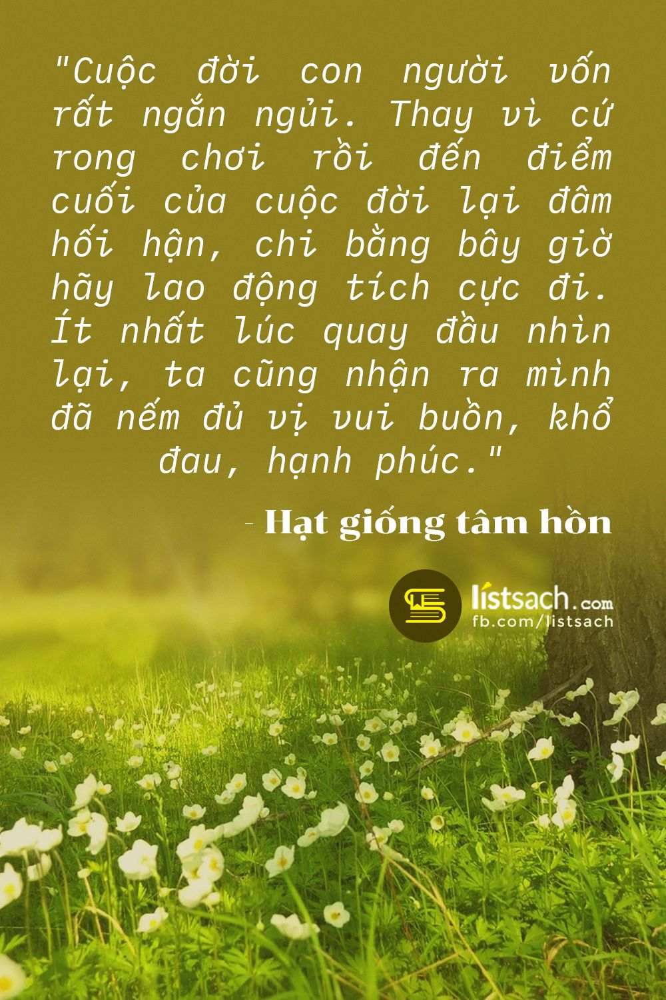 "Cuộc đời con người vốn
rất ngắn ngủi. Thay vì cứ
rong chơi rồi đến điểm
cuối của cuộc đời lại đâm
hối hận, chi bằng bây giờ
hãy lao động tích cực đi.
Ít nhất lúc quay đầu nhìn
lại, ta cũng nhận ra mình
đã nếm đủ vị vui buồn, khổ
đau, hạnh phúc."
- Hạt giống tâm hồn
lístsach.com
fb.com/listsach